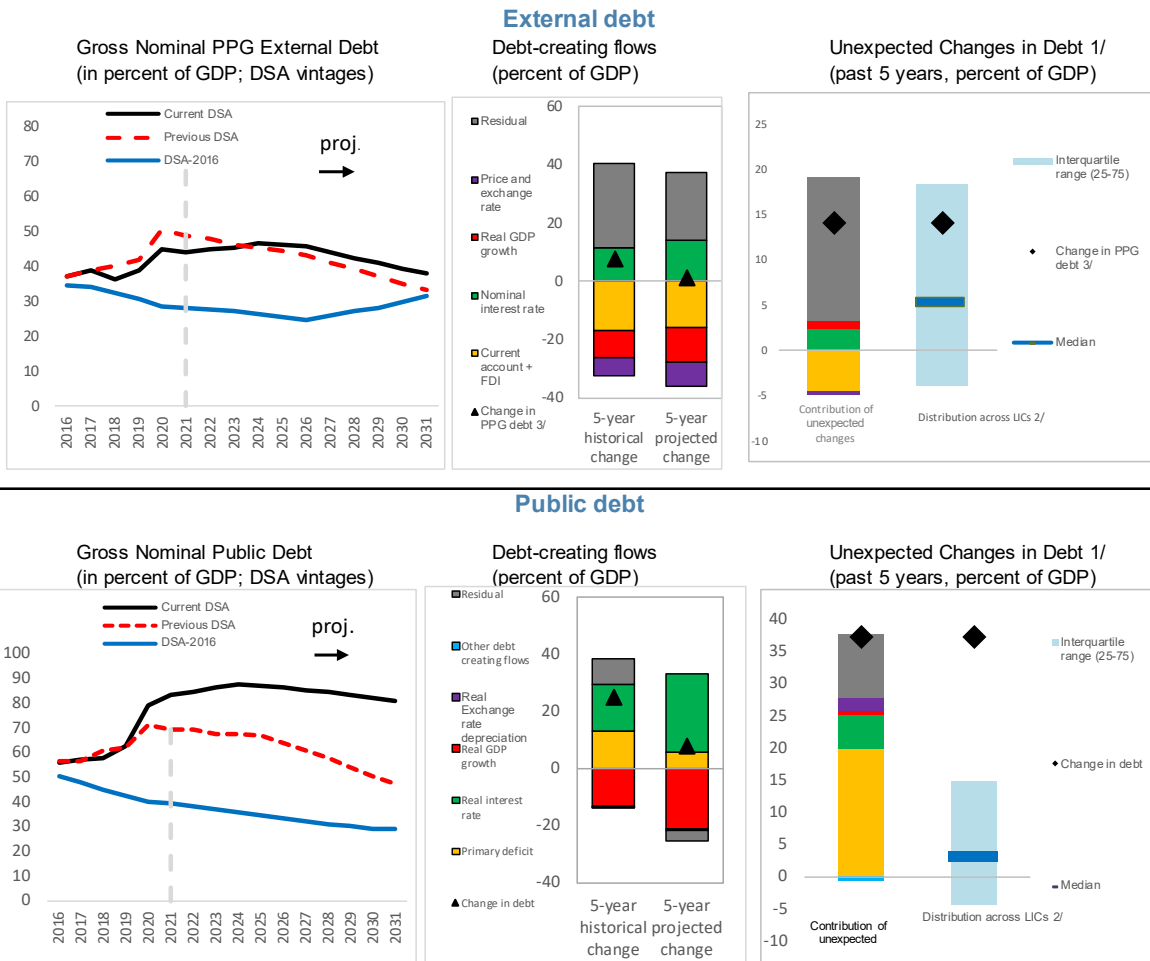 External debt
Gross Nominal PPG External Debt
(in percent of GDP; DSA vintages)
Debt-creating flows
(percent of GDP)
Unexpected Changes in Debt 1/
(past 5 years, percent of GDP)
Current DSA
Previous DSA
DSA-2016
proj.
80
70
60
50
40
30
20
10
0
2016
2017
2018
2019
2020
2021
2022
2023
2024
2025
2026
2027
2028
2029
2030
2031
Residual
Price and
exchange
rate
Real GDP
growth
Nominal
interest rate
Current
account +
FDI
Change in
PPG debt 3/
60
40
20
0
-20
-40
5-year
historical
change
5-year
projected
change
25
20
15
10
5
0
-5
-10
Contribution of
unexpected
changes
Distribution across LICs 2/
Interquartile
range (25-75)
Change in PPG
debt 3/
Median
Public debt
Gross Nominal Public Debt
(in percent of GDP; DSA vintages)
Debt-creating flows
(percent of GDP)
Unexpected Changes in Debt 1/
(past 5 years, percent of GDP)
Current DSA
Previous DSA
DSA-2016
proj.
100
90
80
70
60
50
40
30
20
10
0
2016
2017
2018
2019
2020
2021
2022
2023
2024
2025
2026
2027
2028
2029
2030
2031
Residual
Other debt
creating flows
Real
Exchange
rate
depreciation
Real GDP
growth
Real interest
rate
Primary deficit
Change in debt
60
40
20
0
-20
-40
5-year
historical
change
5-year
projected
change
40
35
30
25
20
15
10
5
0
-5
-10
Contribution of
unexpected
Distribution across LICs 2/
Interquartile
range (25-75)
Change in debt
Median